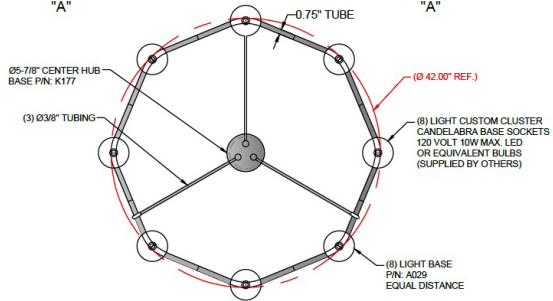 "A"
"A"
0.75" TUBE
Ø5-7/8" CENTER HUB
BASE P/N: K177
(Ø 42.00" REF.)
(3) Ø3/8" TUBING
(8) LIGHT CUSTOM CLUSTER
CANDELABRA BASE SOCKETS
120 VOLT 10W MAX. LED
OR EQUIVALENT BULBS
(SUPPLIED BY OTHERS)
(8) LIGHT BASE
P/N: A029
EQUAL DISTANCE